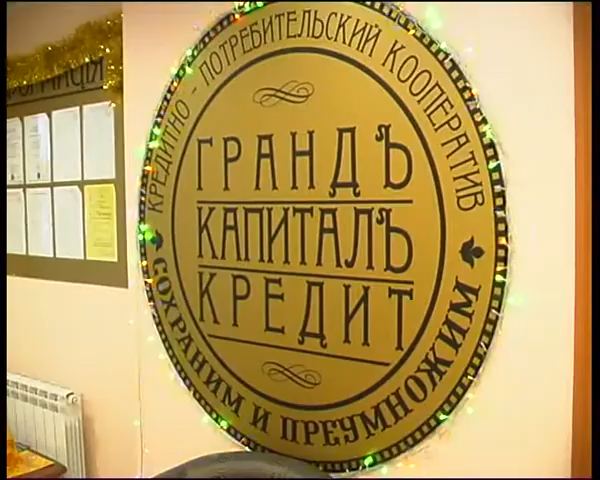 КРЕДИТНО - ПОТРЕБИТЕЛЬСКИЙ КООПЕРАТИВ
ГРАНДЪ
КАПИТАЛЪ
КРЕДИТ
СОХРАНИМ И ПРЕУМНОЖИМ